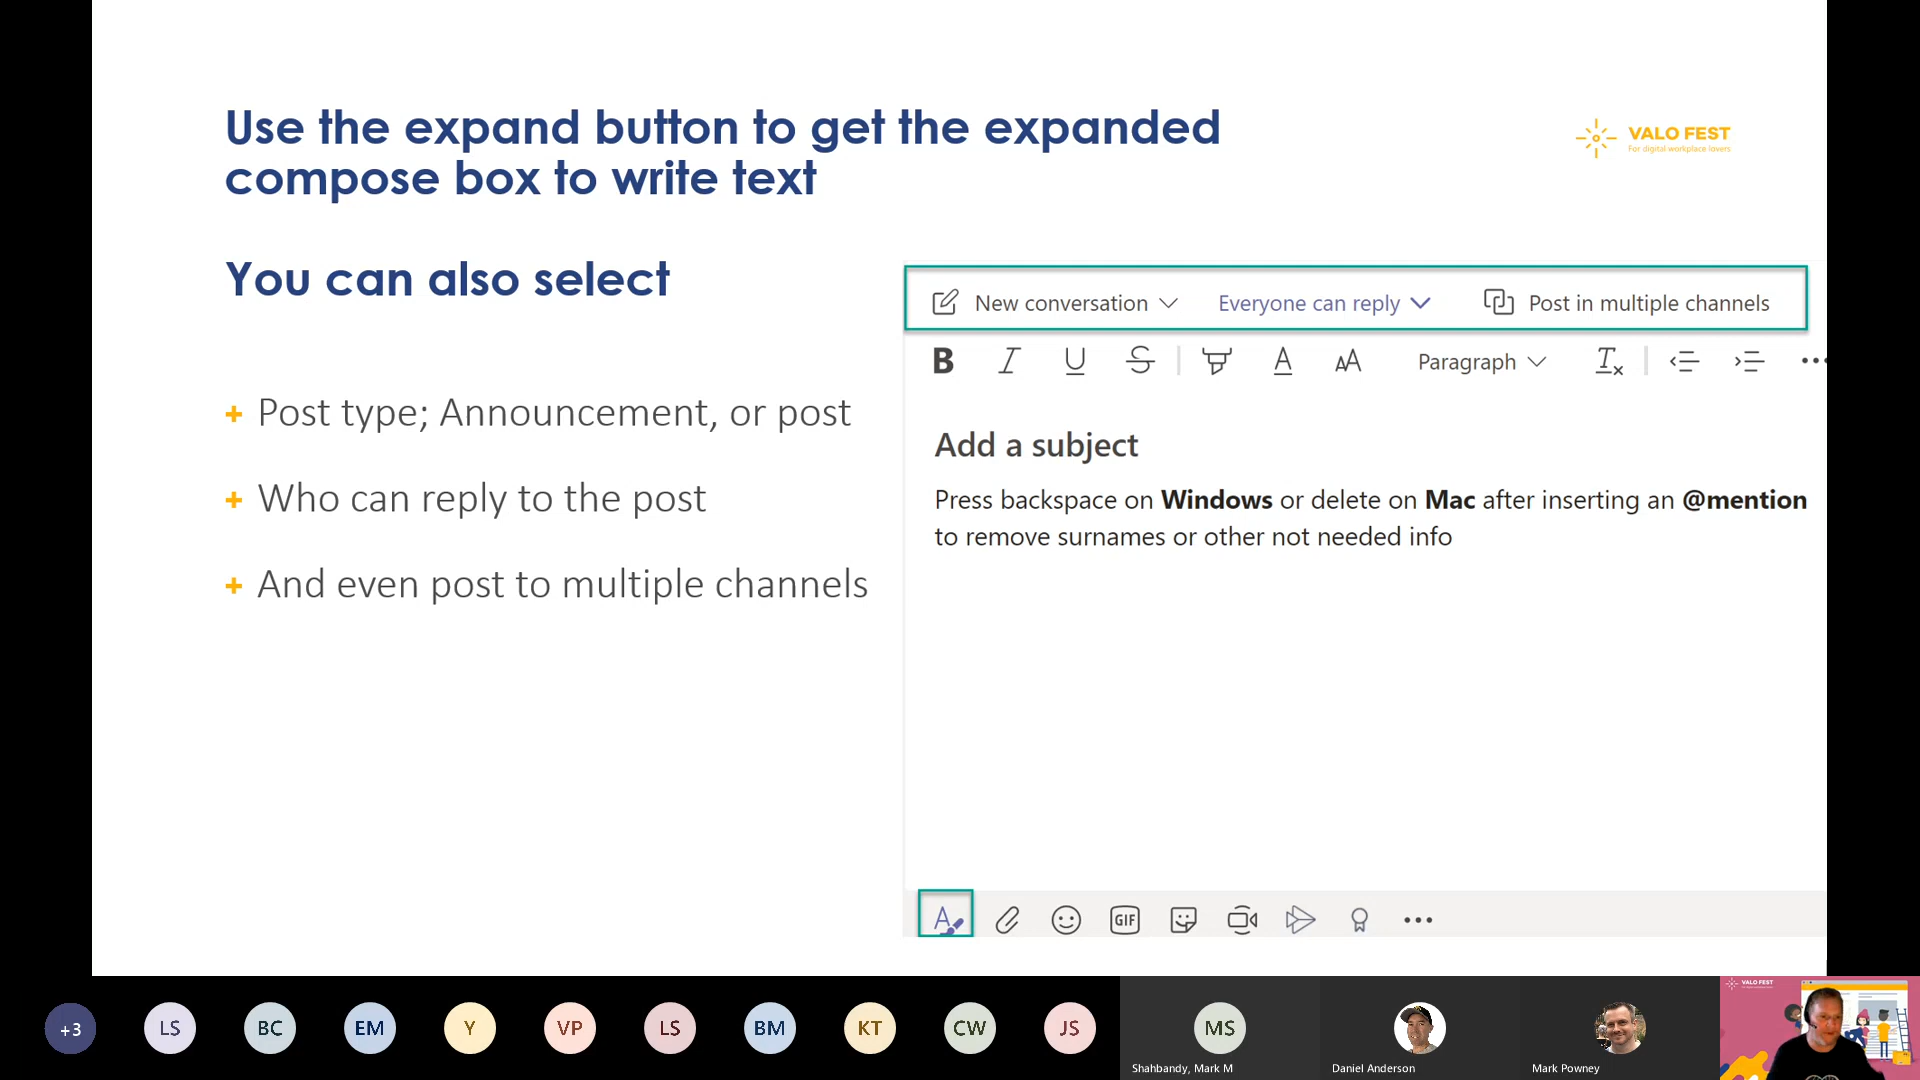 Use the expand button to get the expanded
compose box to write text
VALO FEST
For digital workplace lovers
You can also select
+ Post type; Announcement, or post
+ Who can reply to the post
+ And even post to multiple channels
New conversation
Everyone can reply
Post in multiple channels
B I U S A AA Paragraph Tx
Add a subject
Press backspace on Windows or delete on Mac after inserting an @mention
to remove surnames or other not needed info
A GIF
+3 LS BC EM Y VP LS BM KT CW JS MS
Shahbandy, Mark M
Daniel Anderson
Mark Powney
VALO FEST